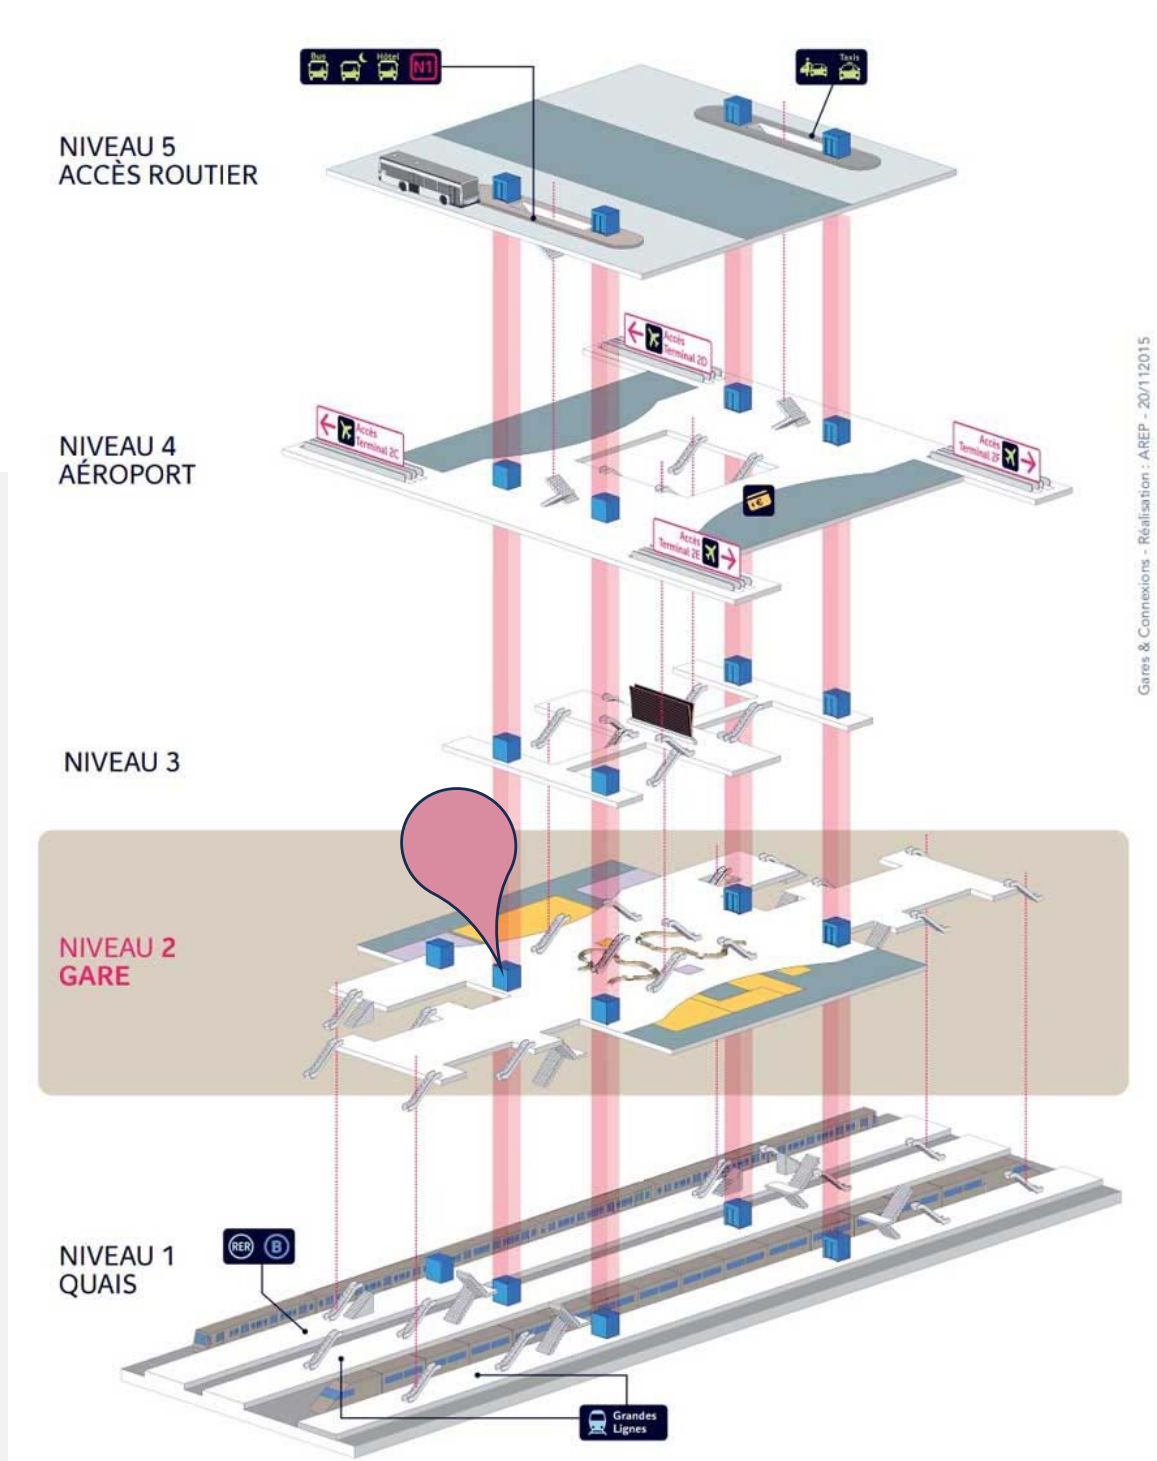 Bus
Hôtel
N1
Taxis
NIVEAU 5
ACCÈS ROUTIER
Accès
Terminal 2D
Accès
Terminal 2C
NIVEAU 4
AÉROPORT
Accès
Terminal 2F
€
Accès
Terminal 2E
Gares & Connexions - Réalisation : AREP - 20/112015
NIVEAU 3
NIVEAU 2
GARE
NIVEAU 1
QUAIS
RER B
Grandes
Lignes